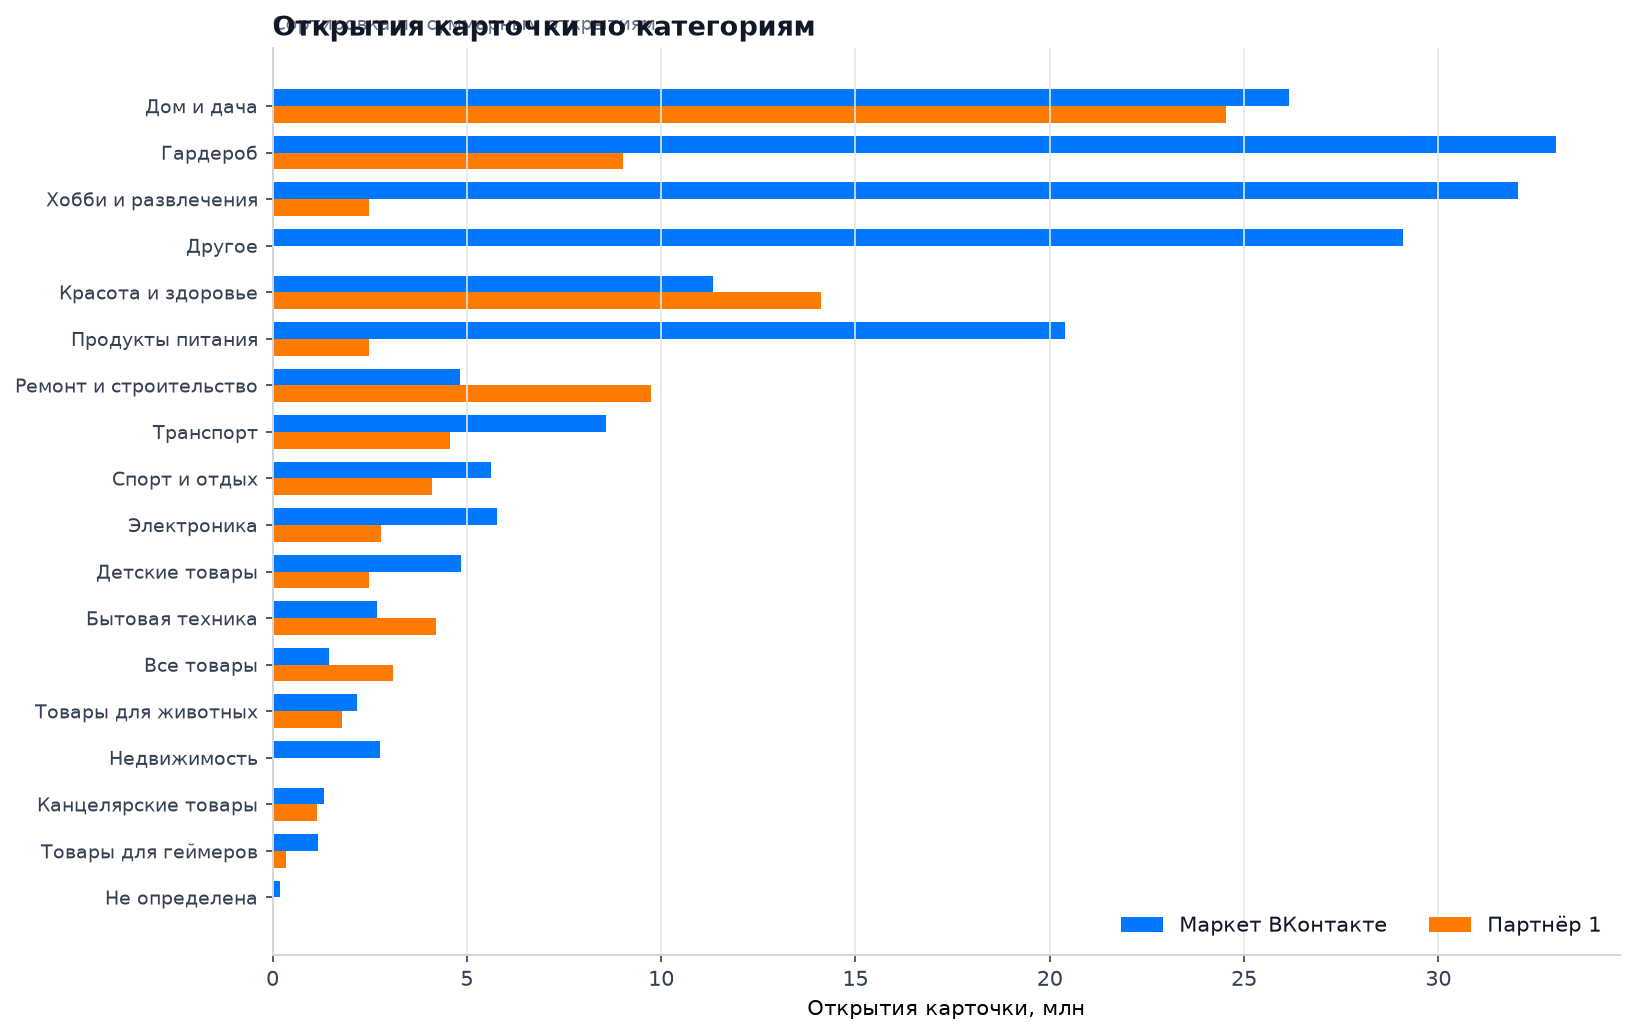 Открытия карточки по категориям
Дом и дача
Гардероб
Хобби и развлечения
Другое
Красота и здоровье
Продукты питания
Ремонт и строительство
Транспорт
Спорт и отдых
Электроника
Детские товары
Бытовая техника
Все товары
Товары для животных
Недвижимость
Канцелярские товары
Товары для геймеров
Не определена
Маркет ВКонтакте Партнёр 1
0 5 10 15 20 25 30
Открытия карточки, млн